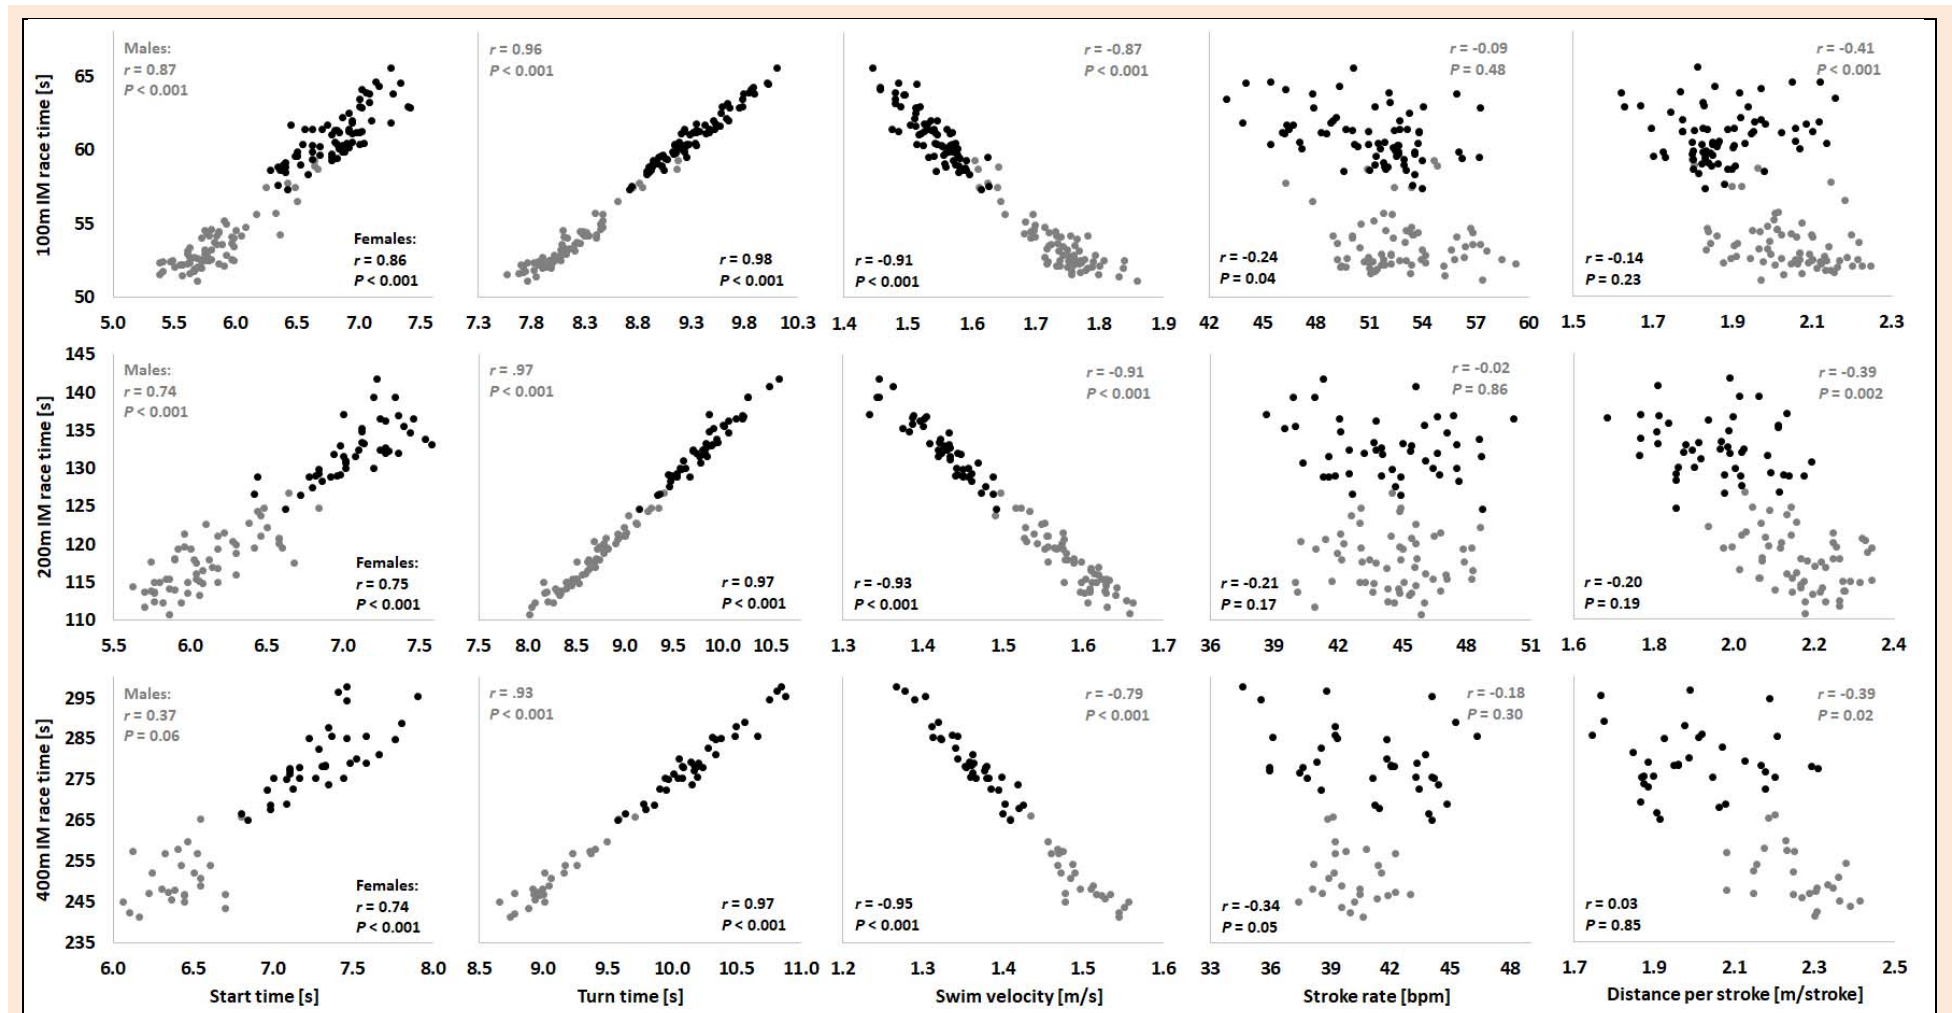 Males:
r = 0.87
P < 0.001
Females:
r = 0.86
P < 0.001
r = 0.96
P < 0.001
r = 0.98
P < 0.001
r = -0.87
P < 0.001
r = -0.91
P < 0.001
r = -0.09
P = 0.48
r = -0.24
P = 0.04
r = -0.41
P < 0.001
r = -0.14
P = 0.23
100m IM race time [s]
65
60
55
50
5.0 5.5 6.0 6.5 7.0 7.5
7.3 7.8 8.3 8.8 9.3 9.8 10.3
1.4 1.5 1.6 1.7 1.8 1.9
42 45 48 51 54 57 60
1.5 1.7 1.9 2.1 2.3
Males:
r = 0.74
P < 0.001
Females:
r = 0.75
P < 0.001
r = .97
P < 0.001
r = 0.97
P < 0.001
r = -0.91
P < 0.001
r = -0.93
P < 0.001
r = -0.02
P = 0.86
r = -0.21
P = 0.17
r = -0.39
P = 0.002
r = -0.20
P = 0.19
200m IM race time [s]
145
140
135
130
125
120
115
110
5.5 6.0 6.5 7.0 7.5
7.5 8.0 8.5 9.0 9.5 10.0 10.5
1.3 1.4 1.5 1.6 1.7
36 39 42 45 48 51
1.6 1.8 2.0 2.2 2.4
Males:
r = 0.37
P = 0.06
Females:
r = 0.74
P < 0.001
r = .93
P < 0.001
r = 0.97
P < 0.001
r = -0.79
P < 0.001
r = -0.95
P < 0.001
r = -0.18
P = 0.30
r = -0.34
P = 0.05
r = -0.39
P = 0.02
r = 0.03
P = 0.85
400m IM race time [s]
295
285
275
265
255
245
235
6.0 6.5 7.0 7.5 8.0
8.5 9.0 9.5 10.0 10.5 11.0
1.2 1.3 1.4 1.5 1.6
33 36 39 42 45 48
1.7 1.9 2.1 2.3 2.5
Start time [s]
Turn time [s]
Swim velocity [m/s]
Stroke rate [bpm]
Distance per stroke [m/stroke]